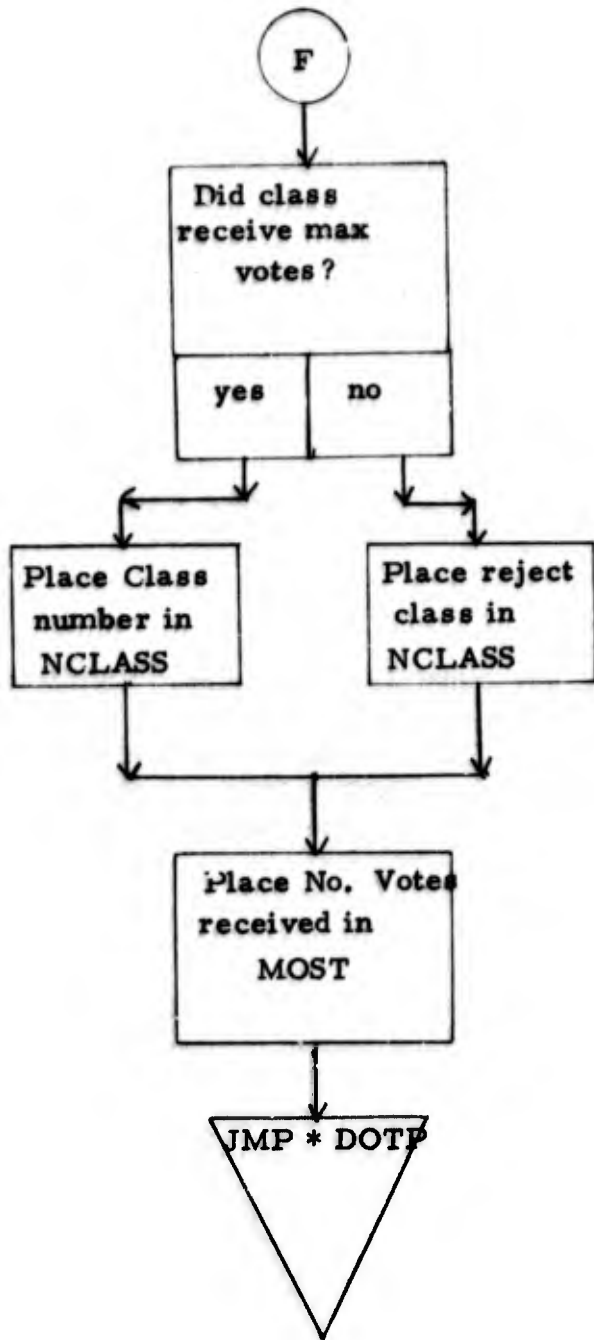 F
Did class
receive max
votes?
yes no
Place Class
number in
NCLASS
Place reject
class in
NCLASS
Place No. Votes
received in
MOST
JMP * DOTP